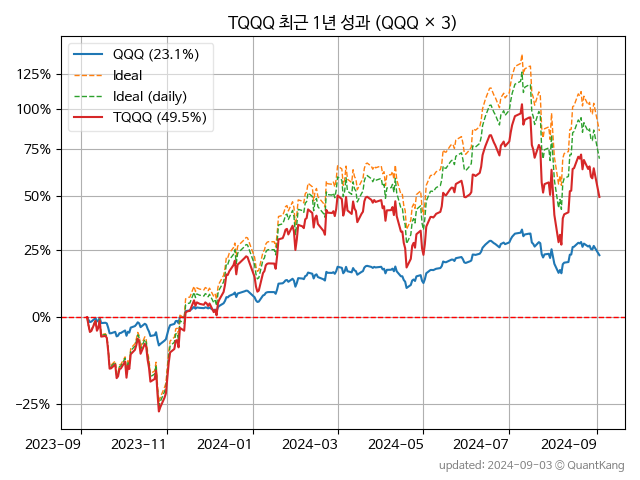 TQQQ 최근 1년 성과 (QQQ × 3)
QQQ (23.1%)
Ideal
Ideal (daily)
TQQQ (49.5%)
125%
100%
75%
50%
25%
0%
−25%
2023-09 2023-11 2024-01 2024-03 2024-05 2024-07 2024-09
updated: 2024-09-03 © QuantKang